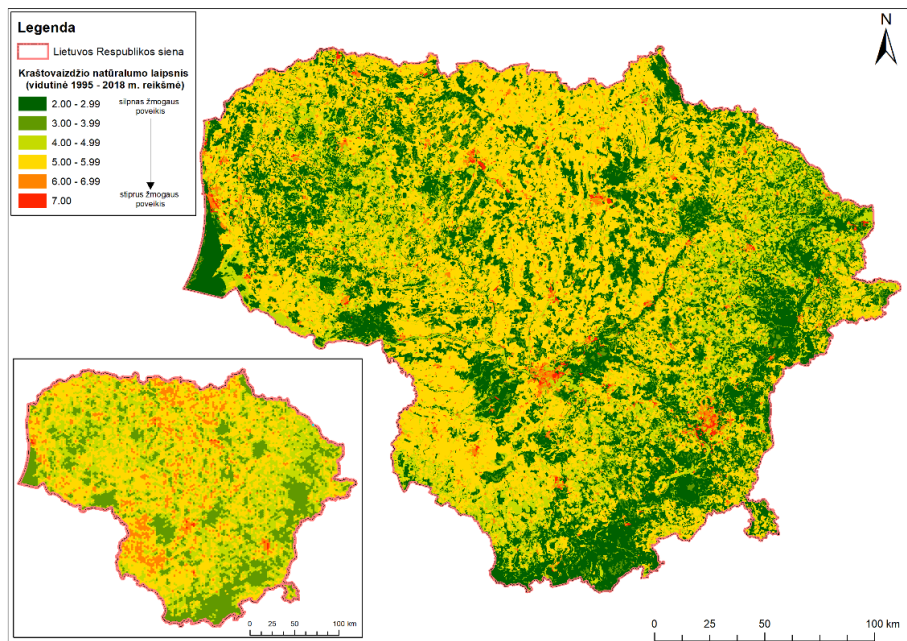 Legenda
Lietuvos Respublikos siena
Kraštovaizdžio natūralumo laipsnis
(vidutinė 1995 - 2018 m. reikšmė)
2.00 - 2.99
silpnas žmogaus
poveikis
3.00 - 3.99
4.00 - 4.99
5.00 - 5.99
6.00 - 6.99
stiprus žmogaus
poveikis
7.00
N
0 25 50 100 km
0 25 50 100 km